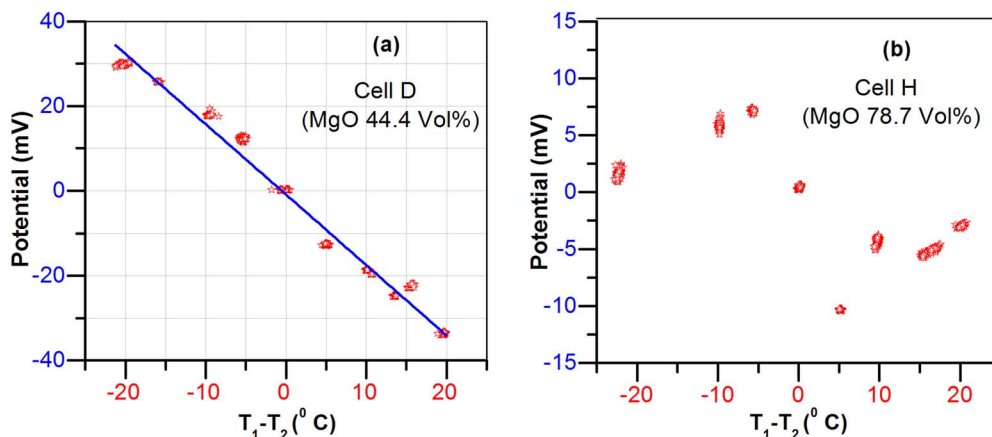 (a)
Cell D
(MgO 44.4 Vol%)
Potential (mV)
40
20
0
-20
-40
-20
-10
0
10
20
T1-T2 (0 C)
(b)
Cell H
(MgO 78.7 Vol%)
Potential (mV)
15
10
5
0
-5
-10
-15
-20
-10
0
10
20
T1-T2 (0 C)